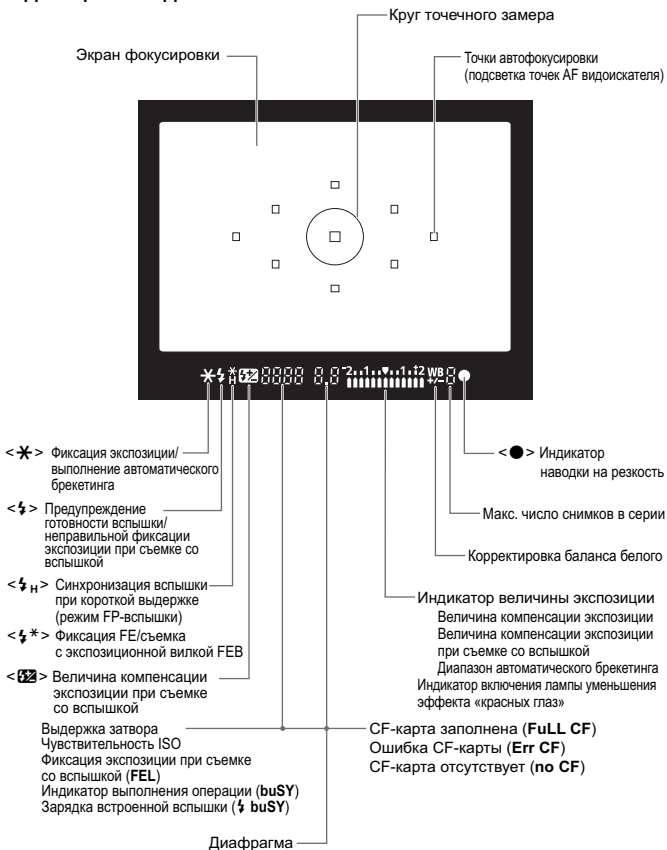 Круг точечного замера
Экран фокусировки
Точки автофокусировки
(подсветка точек AF видоискателя)
-2..1..▼..1..+2 WB
H +/-
<✱> Фиксация экспозиции/
выполнение автоматического
брекетинга
<⚡> Предупреждение
готовности вспышки/
неправильной фиксации
экспозиции при съемке со
вспышкой
<⚡H> Синхронизация вспышки
при короткой выдержке
(режим FP-вспышки)
<⚡*> Фиксация FE/съемка
с экспозиционной вилкой FEB
<⚡±> Величина компенсации
экспозиции при съемке
со вспышкой
Выдержка затвора
Чувствительность ISO
Фиксация экспозиции при съемке
со вспышкой (FEL)
Индикатор выполнения операции (buSY)
Зарядка встроенной вспышки (⚡ buSY)
Диафрагма
<●> Индикатор
наводки на резкость
Макс. число снимков в серии
Корректировка баланса белого
Индикатор величины экспозиции
Величина компенсации экспозиции
Величина компенсации экспозиции
при съемке со вспышкой
Диапазон автоматического брекетинга
Индикатор включения лампы уменьшения
эффекта «красных глаз»
CF-карта заполнена (FuLL CF)
Ошибка CF-карты (Err CF)
CF-карта отсутствует (no CF)